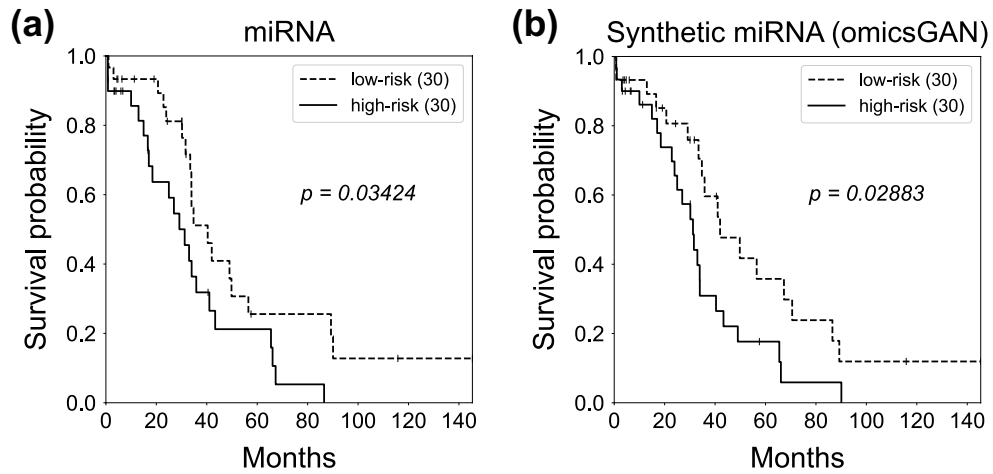 (a)
miRNA
Survival probability
1.0
0.8
0.6
0.4
0.2
0.0
low-risk (30)
high-risk (30)
p = 0.03424
0 20 40 60 80 100 120 140
Months
(b)
Synthetic miRNA (omicsGAN)
Survival probability
1.0
0.8
0.6
0.4
0.2
0.0
low-risk (30)
high-risk (30)
p = 0.02883
0 20 40 60 80 100 120 140
Months